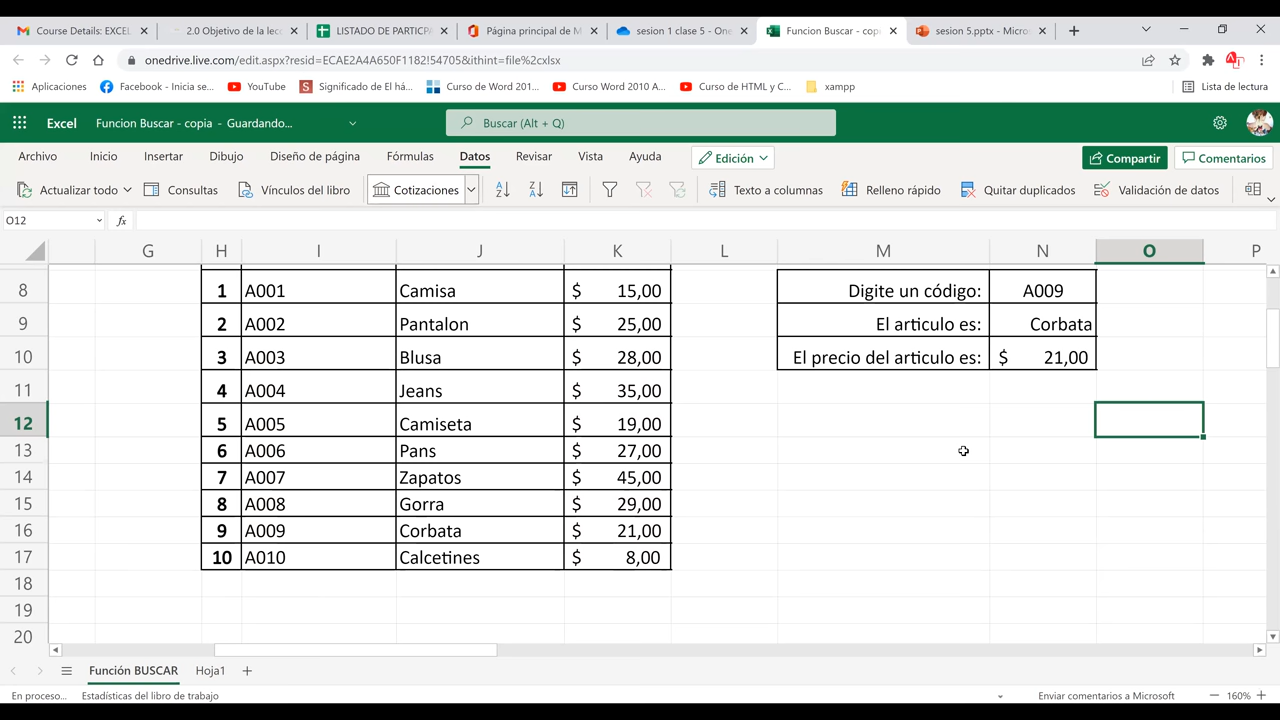 Course Details: EXCEL
2.0 Objetivo de la lecc
LISTADO DE PARTICPA
Página principal de M
sesion 1 clase 5 - One
Funcion Buscar - copia
sesion 5.pptx - Micros
onedrive.live.com/edit.aspx?resid=ECAE2A4A650F1182!54705&ithint=file%2cxlsx
Aplicaciones
Facebook - Inicia se...
YouTube
Significado de El há...
Curso de Word 201...
Curso Word 2010 A...
Curso de HTML y C...
xampp
Lista de lectura
Excel
Funcion Buscar - copia - Guardando...
Buscar (Alt + Q)
Archivo Inicio Insertar Dibujo Diseño de página Fórmulas Datos Revisar Vista Ayuda Edición Compartir Comentarios
Actualizar todo Consultas Vínculos del libro Cotizaciones Texto a columnas Relleno rápido Quitar duplicados Validación de datos
O12 fx
G H I J K L M N O P
8 1 A001 Camisa $ 15,00 Digite un código: A009
9 2 A002 Pantalon $ 25,00 El articulo es: Corbata
10 3 A003 Blusa $ 28,00 El precio del articulo es: $ 21,00
11 4 A004 Jeans $ 35,00
12 5 A005 Camiseta $ 19,00
13 6 A006 Pans $ 27,00
14 7 A007 Zapatos $ 45,00
15 8 A008 Gorra $ 29,00
16 9 A009 Corbata $ 21,00
17 10 A010 Calcetines $ 8,00
18
19
20
Función BUSCAR Hoja1
En proceso... Estadísticas del libro de trabajo Enviar comentarios a Microsoft 160%